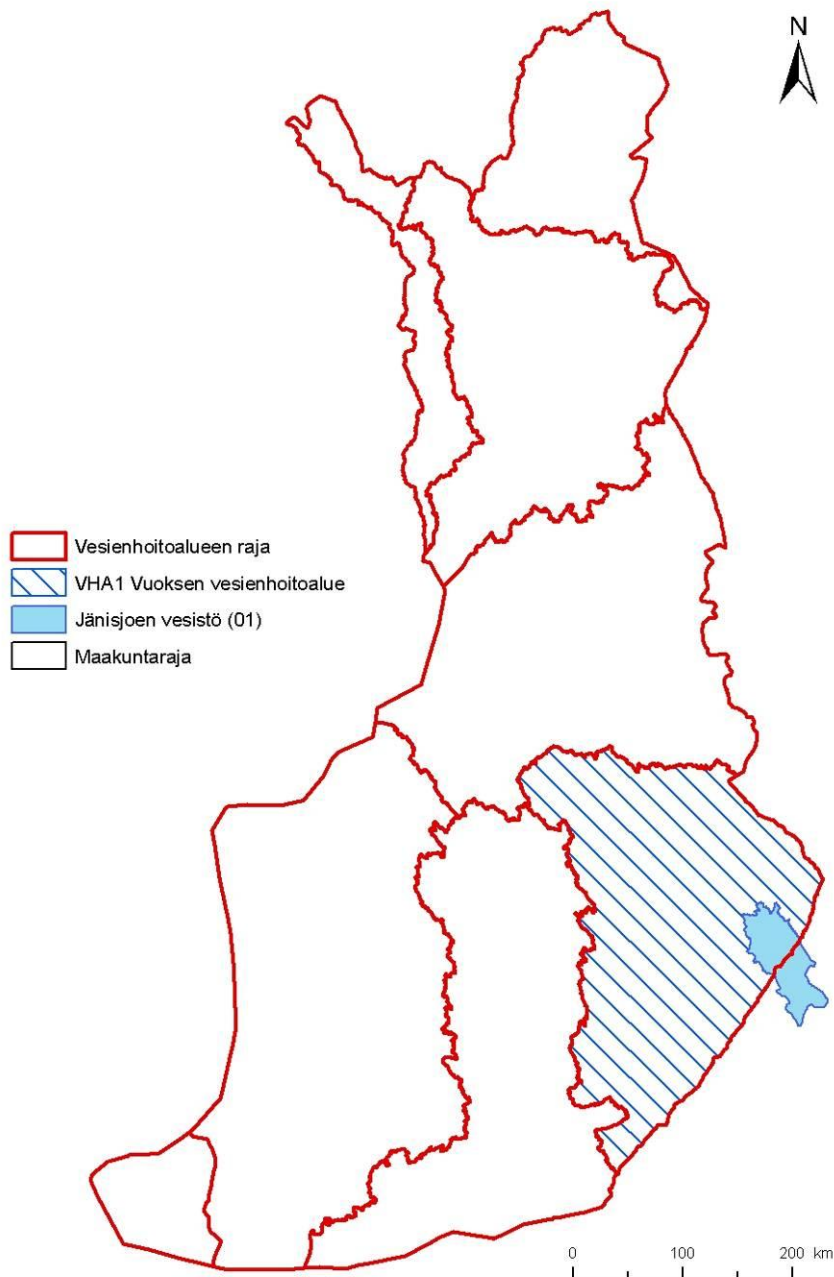 N
Vesienhoitoalueen raja
VHA1 Vuoksen vesienhoitoalue
Jänisjoen vesistö (01)
Maakuntaraja
0 100 200 km